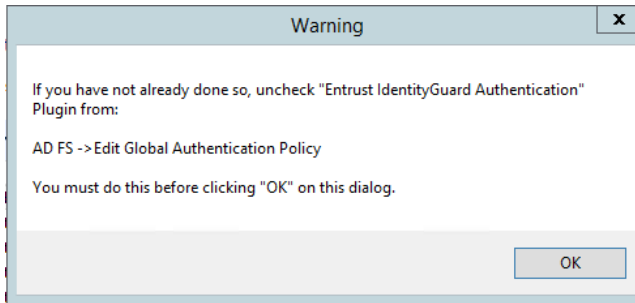 Warning
x
If you have not already done so, uncheck "Entrust IdentityGuard Authentication"
Plugin from:
AD FS ->Edit Global Authentication Policy
You must do this before clicking "OK" on this dialog.
OK